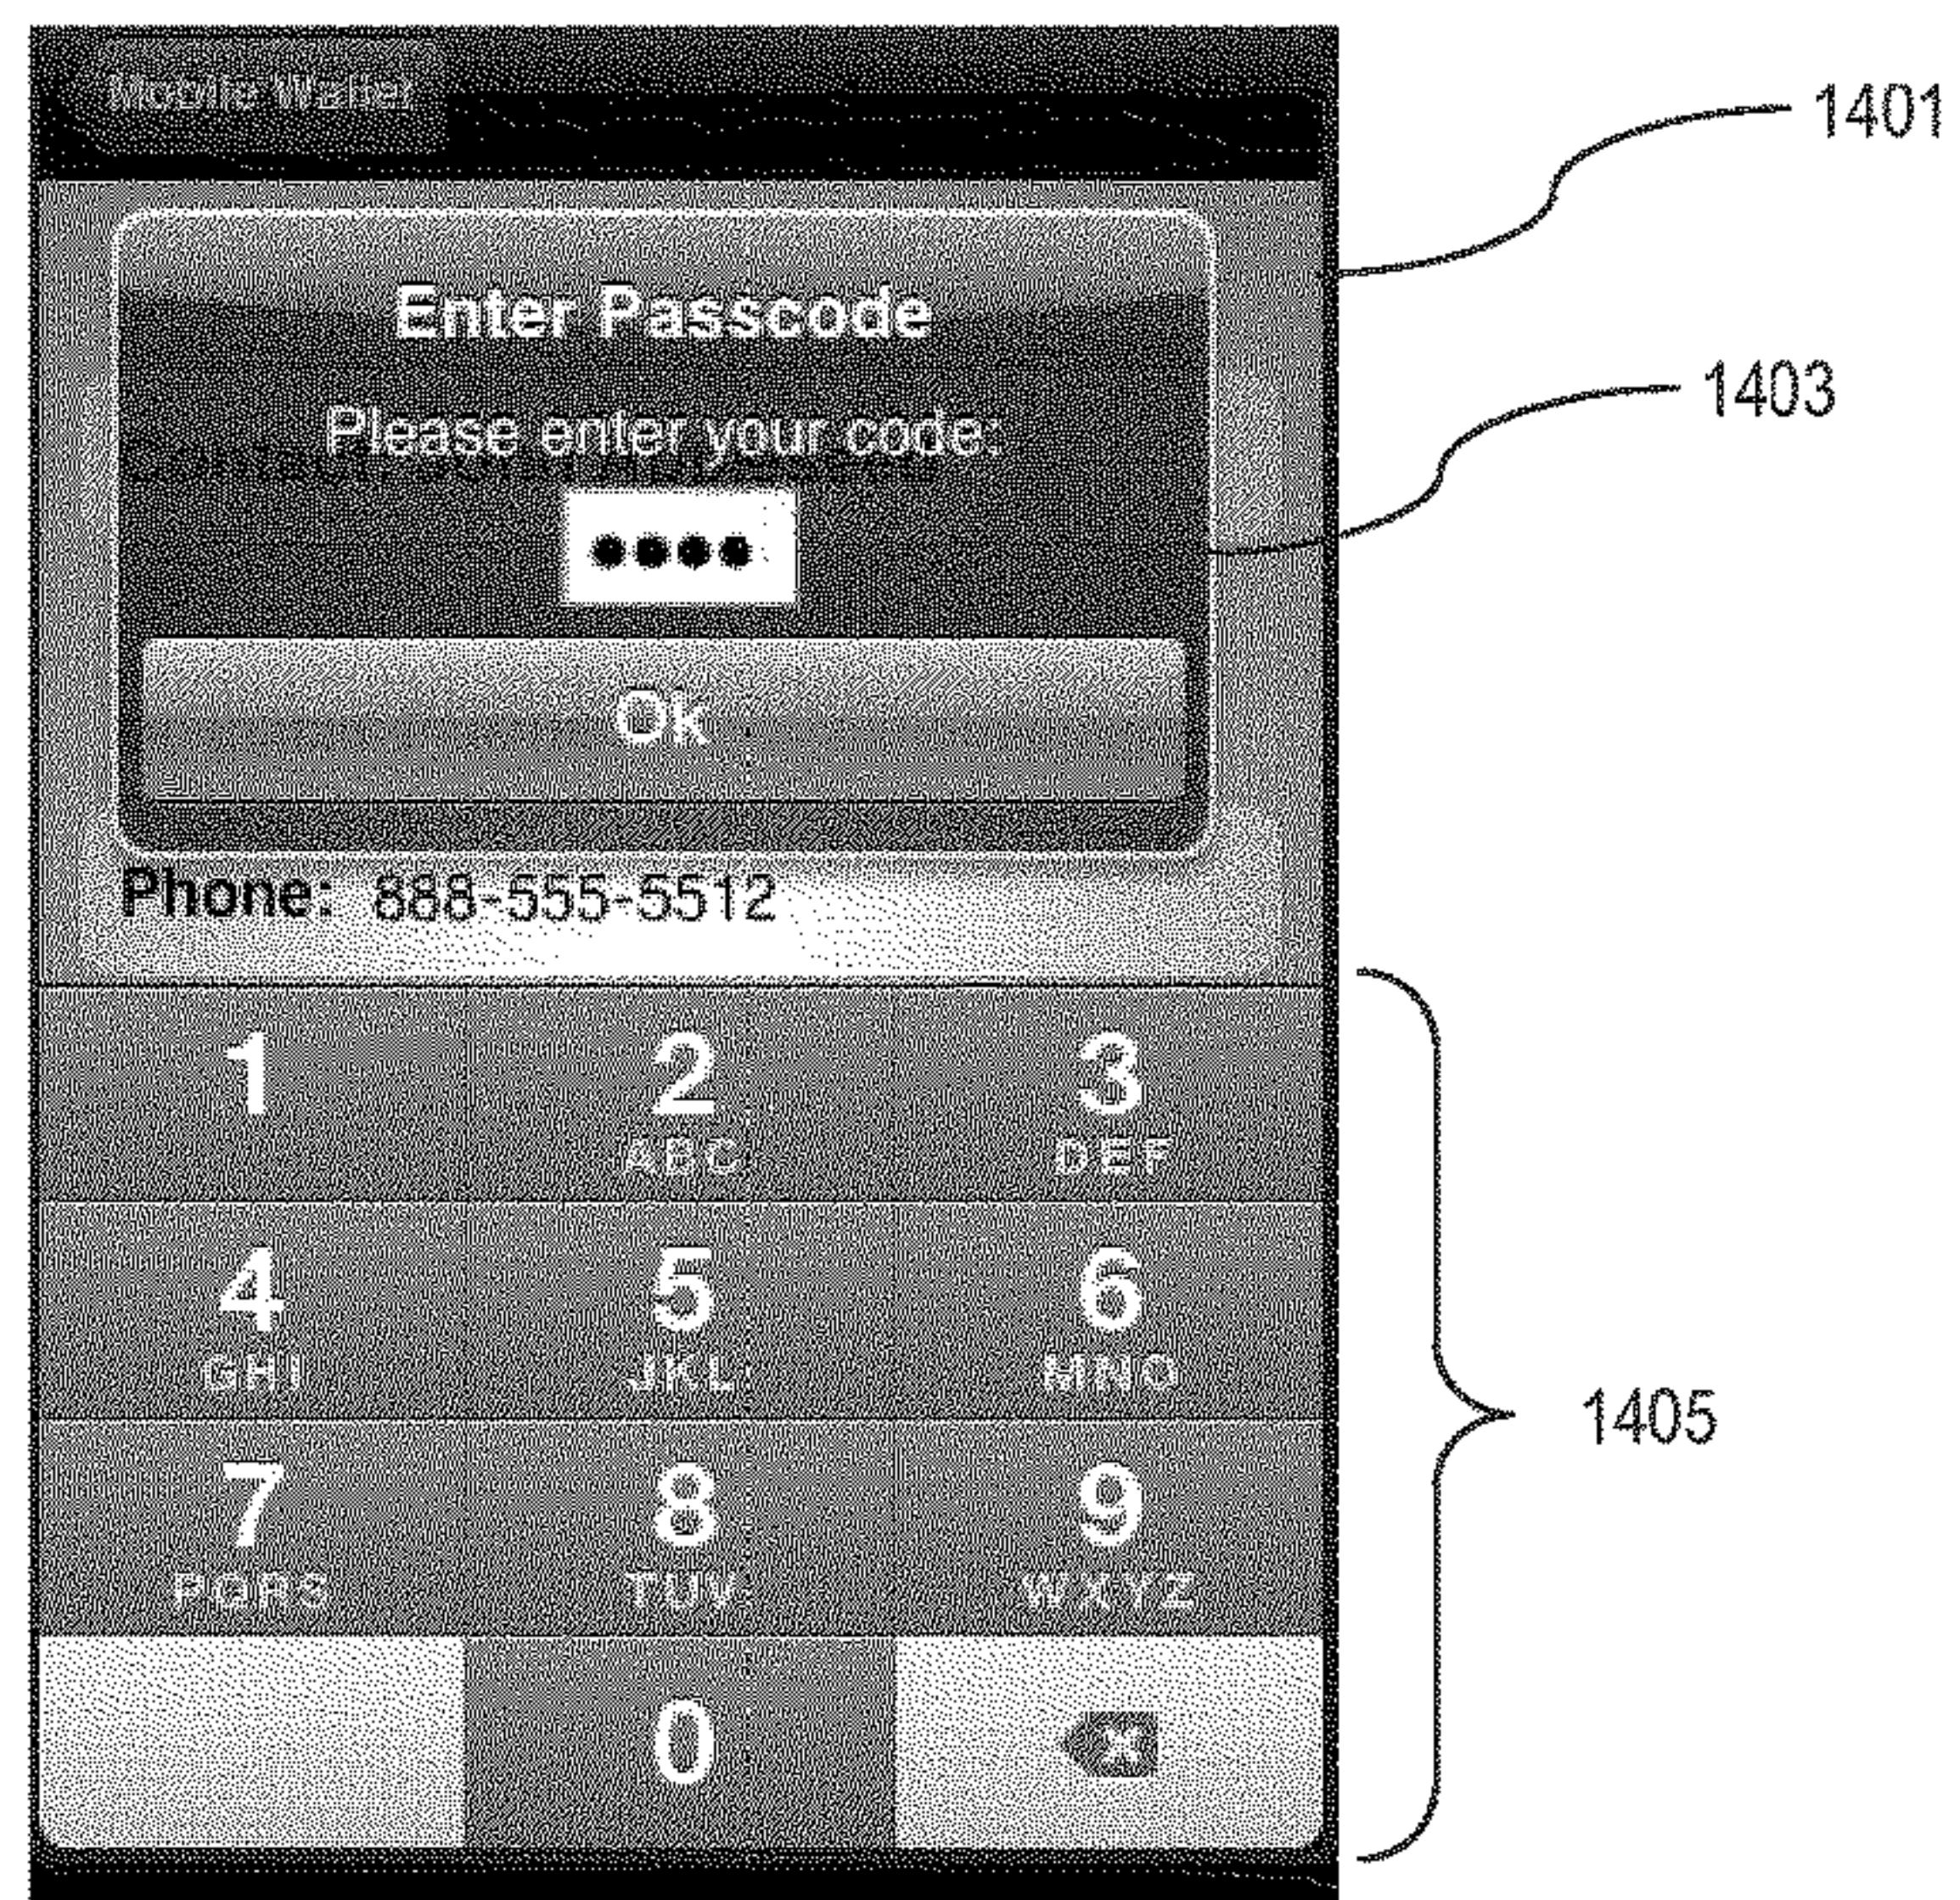 Mobile Wallet
1401
Enter Passcode
1403
Please enter your code:
Ok
Phone: 888-555-5512
1 2 3
ABC DEF
4 5 6
GHI JKL MNO
1405
7 8 9
PQRS TUV WXYZ
0